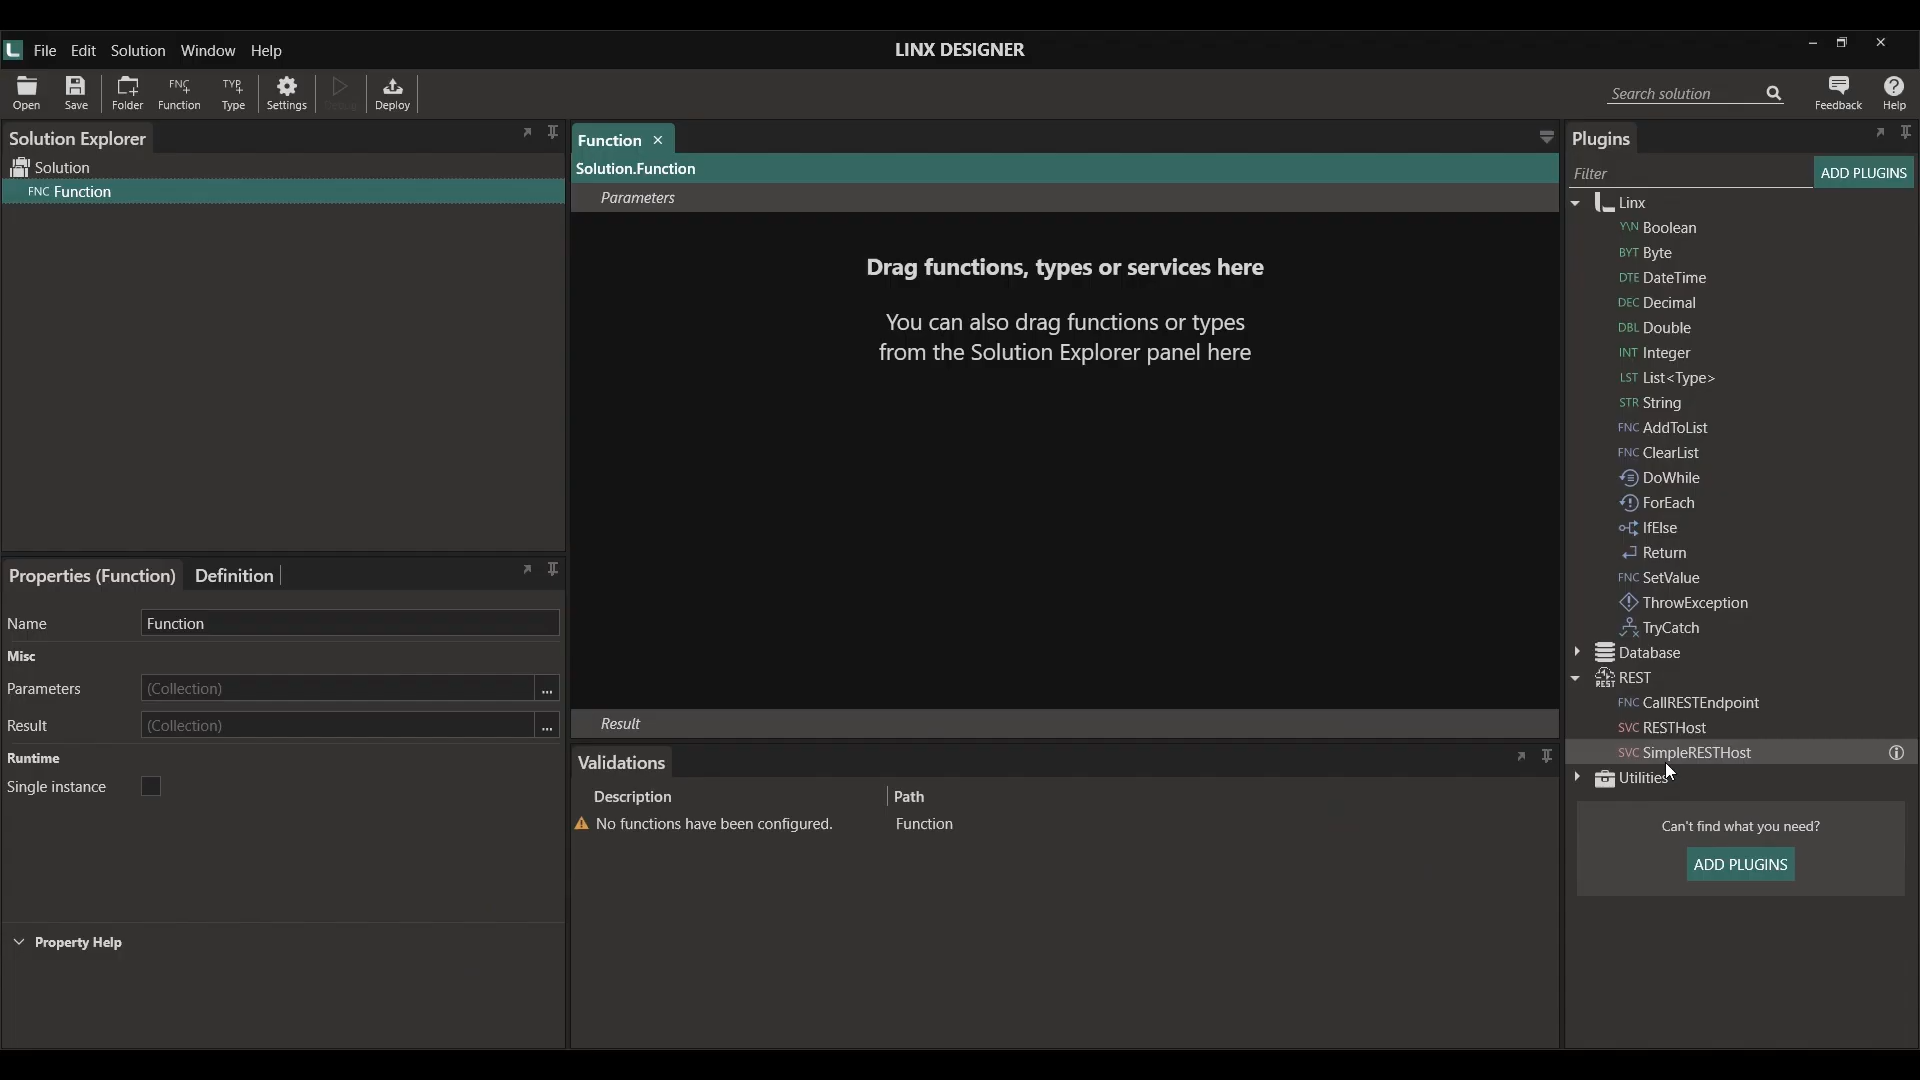 L File Edit Solution Window Help LINX DESIGNER
FNC TYP
Open Save Folder Function Type Settings Debug Deploy Search solution Feedback Help
Solution Explorer
Solution
FNC Function
Properties (Function) Definition
Name Function
Misc
Parameters (Collection) ...
Result (Collection) ...
Runtime
Single instance
Property Help
Function
Solution.Function
Parameters
Drag functions, types or services here
You can also drag functions or types
from the Solution Explorer panel here
Result
Validations
Description Path
No functions have been configured. Function
Plugins
Filter ADD PLUGINS
Linx
Y\N Boolean
BYT Byte
DTE DateTime
DEC Decimal
DBL Double
INT Integer
LST List<Type>
STR String
FNC AddToList
FNC ClearList
DoWhile
ForEach
IfElse
Return
FNC SetValue
ThrowException
TryCatch
Database
REST REST
FNC CallRESTEndpoint
SVC RESTHost
SVC SimpleRESTHost
Utilities
Can't find what you need?
ADD PLUGINS